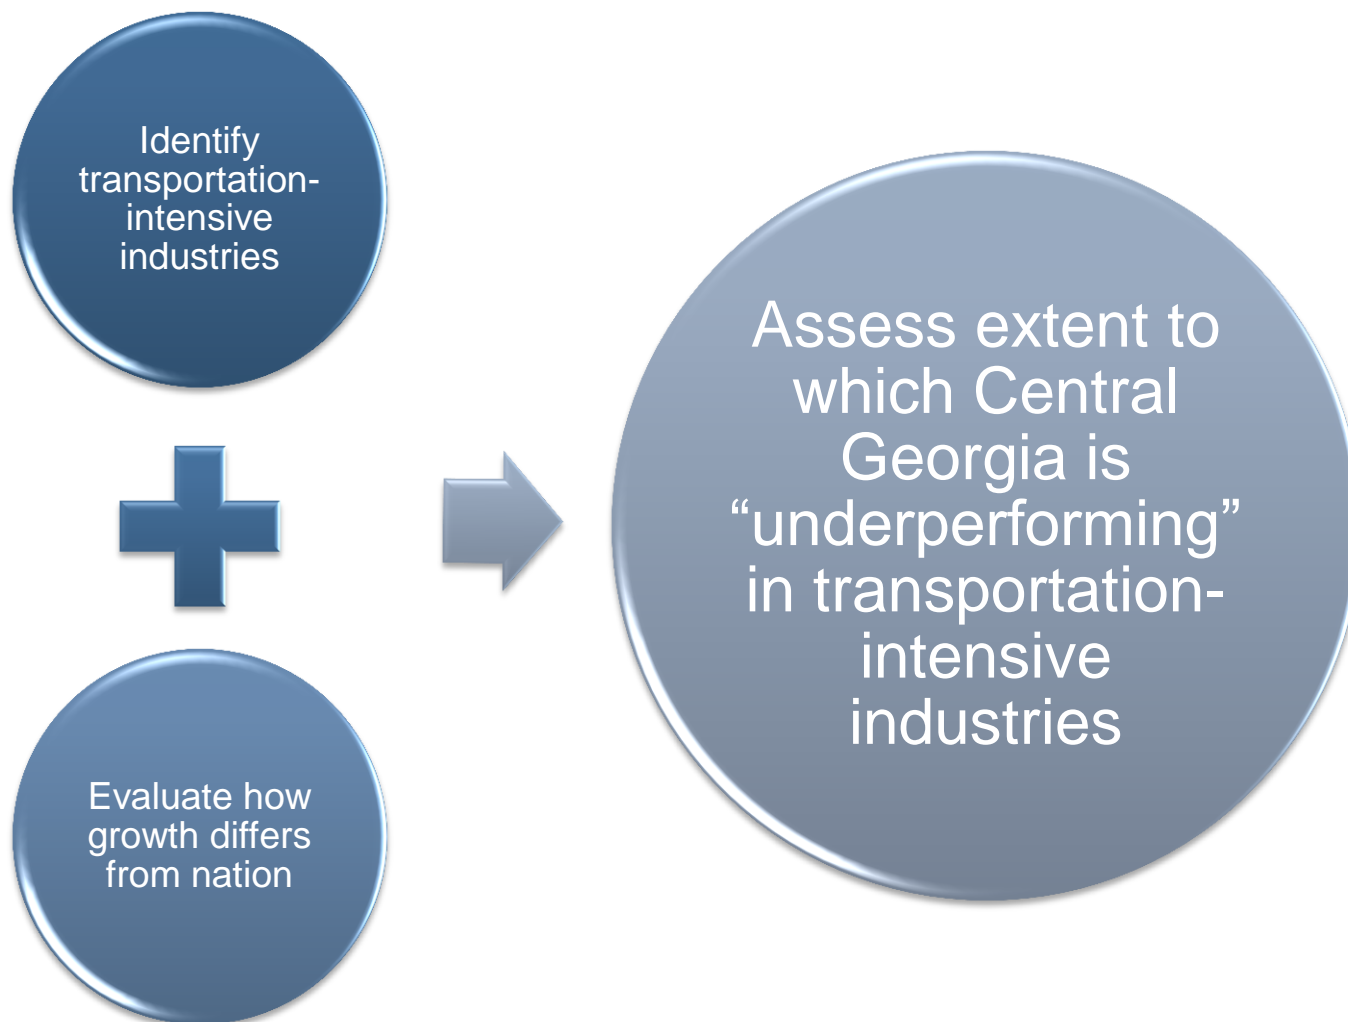 Identify
transportation-
intensive
industries
Evaluate how
growth differs
from nation
Assess extent to
which Central
Georgia is
“underperforming”
in transportation-
intensive
industries